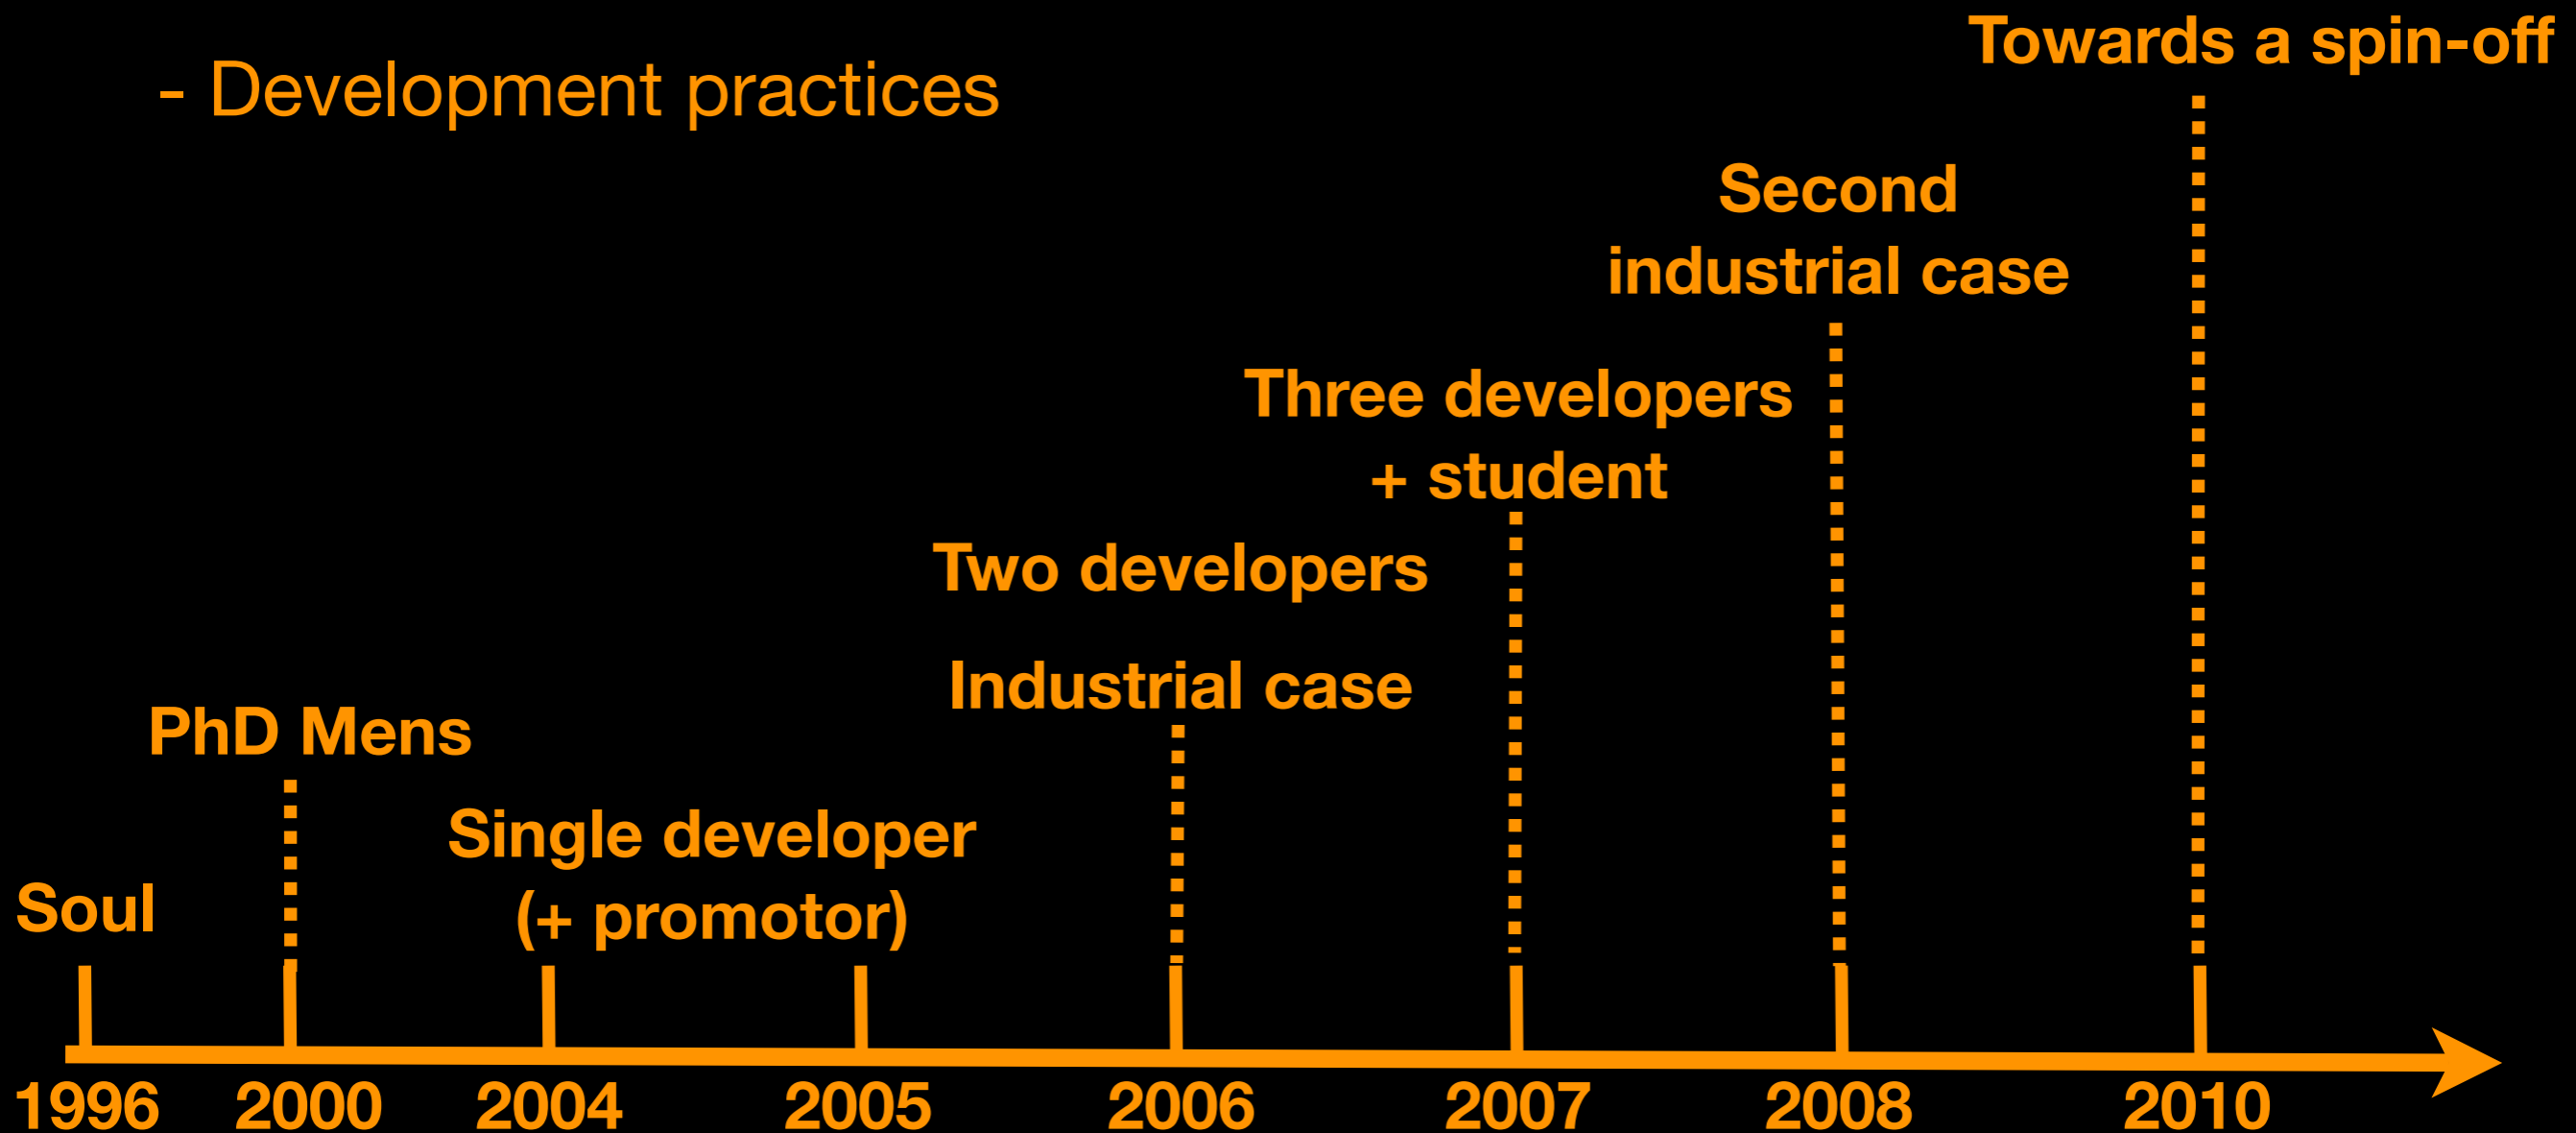 - Development practices
Towards a spin-off
Second
industrial case
Three developers
+ student
Two developers
Industrial case
PhD Mens
Single developer
(+ promotor)
Soul
1996 2000 2004 2005 2006 2007 2008 2010